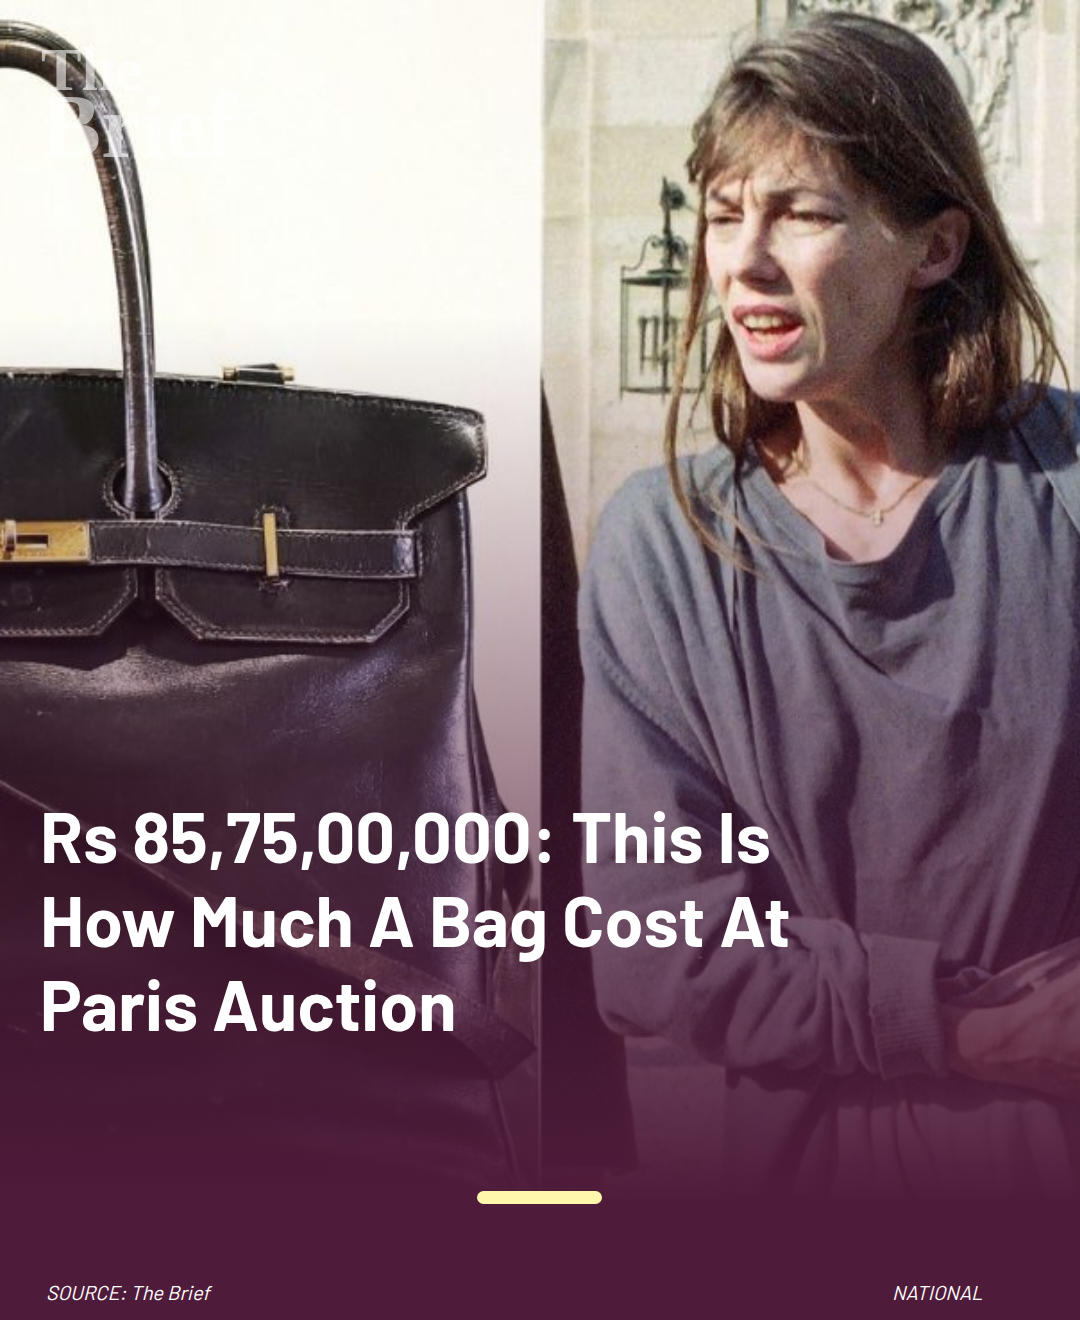 The
Brief
Rs 85,75,00,000: This Is
How Much A Bag Cost At
Paris Auction
SOURCE: The Brief
NATIONAL